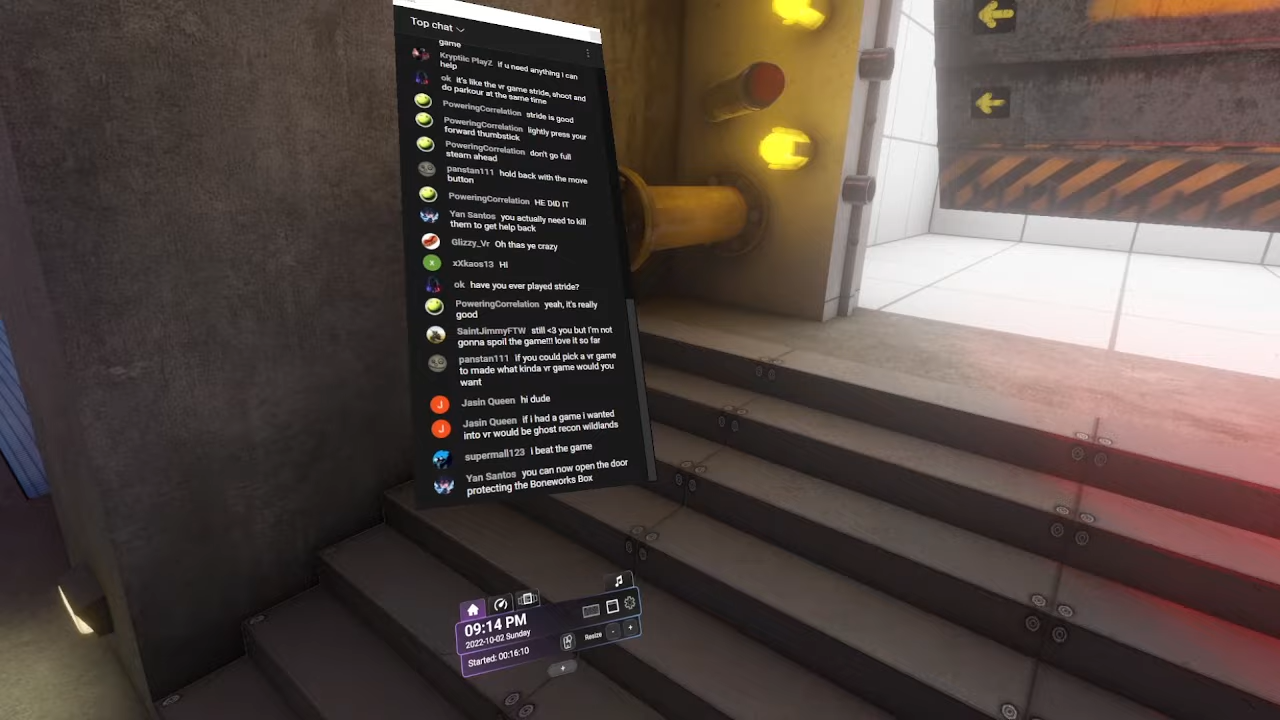 Top chat
game
Kryptiic PlayZ if u need anything i can
help
ok it's like the vr game stride, shoot and
do parkour at the same time
PoweringCorrelation stride is good
PoweringCorrelation lightly press your
forward thumbstick
PoweringCorrelation don't go full
steam ahead
panstan111 hold back with the move
button
PoweringCorrelation HE DID IT
Yan Santos you actually need to kill
them to get help back
Glizzy_Vr Oh thas ye crazy
X
xXkaos13 HI
ok have you ever played stride?
PoweringCorrelation yeah, it's really
good
SaintJimmyFTW still <3 you but I'm not
gonna spoil the game!!! love it so far
panstan111 if you could pick a vr game
to made what kinda vr game would you
want
J
Jasin Queen hi dude
J
Jasin Queen if i had a game i wanted
into vr would be ghost recon wildlands
supermall123 i beat the game
Yan Santos you can now open the door
protecting the Boneworks Box
09:14 PM
2022-10-02 Sunday
Started: 00:16:10
Resize - +
+